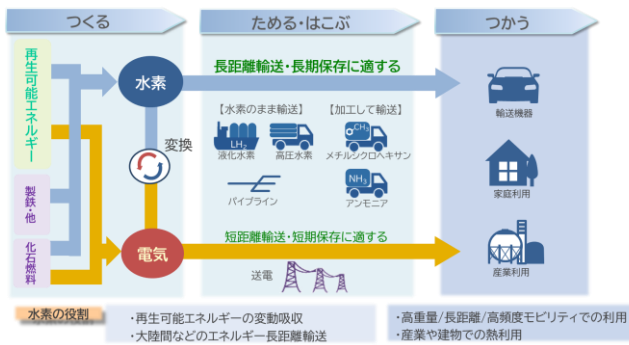 つくる
ためる・はこぶ
つかう
再生可能エネルギー
製鉄・他
化石燃料
水素
変換
電気
長距離輸送・長期保存に適する
【水素のまま輸送】
【加工して輸送】
LH₂
液化水素
高圧水素
CH₃
メチルシクロヘキサン
パイプライン
NH₃
アンモニア
短距離輸送・短期保存に適する
送電
輸送機器
家庭利用
産業利用
水素の役割
・再生可能エネルギーの変動吸収
・大陸間などのエネルギー長距離輸送
・高重量/長距離/高頻度モビリティでの利用
・産業や建物での熱利用